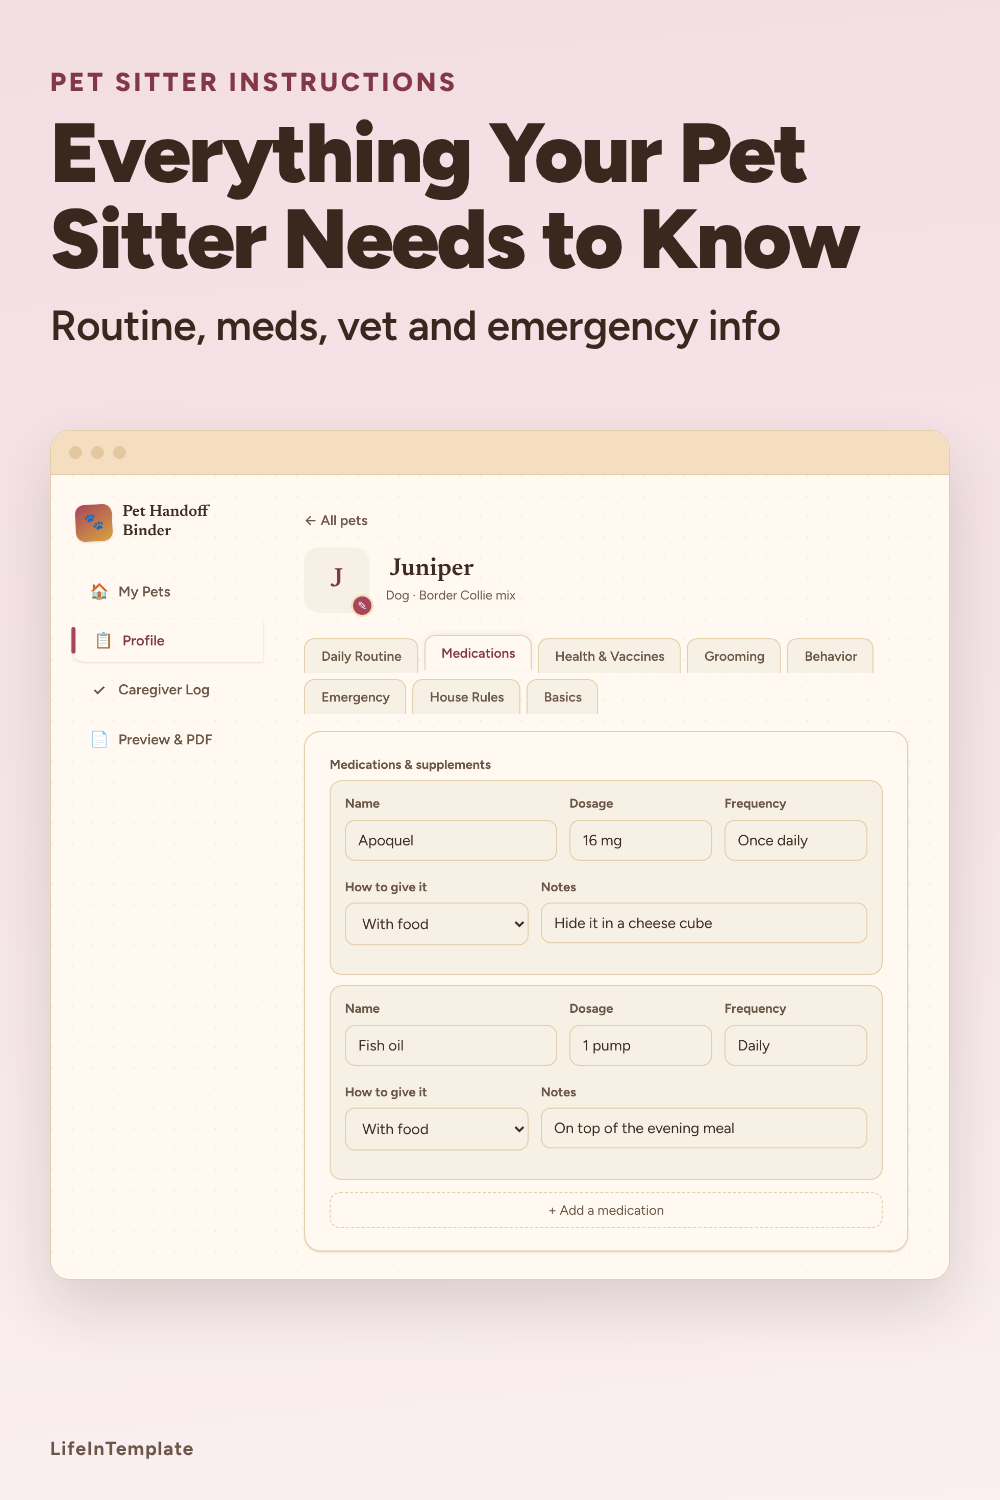 PET SITTER INSTRUCTIONS
Everything Your Pet
Sitter Needs to Know
Routine, meds, vet and emergency info
Pet Handoff
Binder
My Pets
Profile
Caregiver Log
Preview & PDF
← All pets
J
Juniper
Dog · Border Collie mix
Daily Routine
Medications
Health & Vaccines
Grooming
Behavior
Emergency
House Rules
Basics
Medications & supplements
Name
Dosage
Frequency
Apoquel
16 mg
Once daily
How to give it
Notes
With food
Hide it in a cheese cube
Name
Dosage
Frequency
Fish oil
1 pump
Daily
How to give it
Notes
With food
On top of the evening meal
+ Add a medication
LifeInTemplate